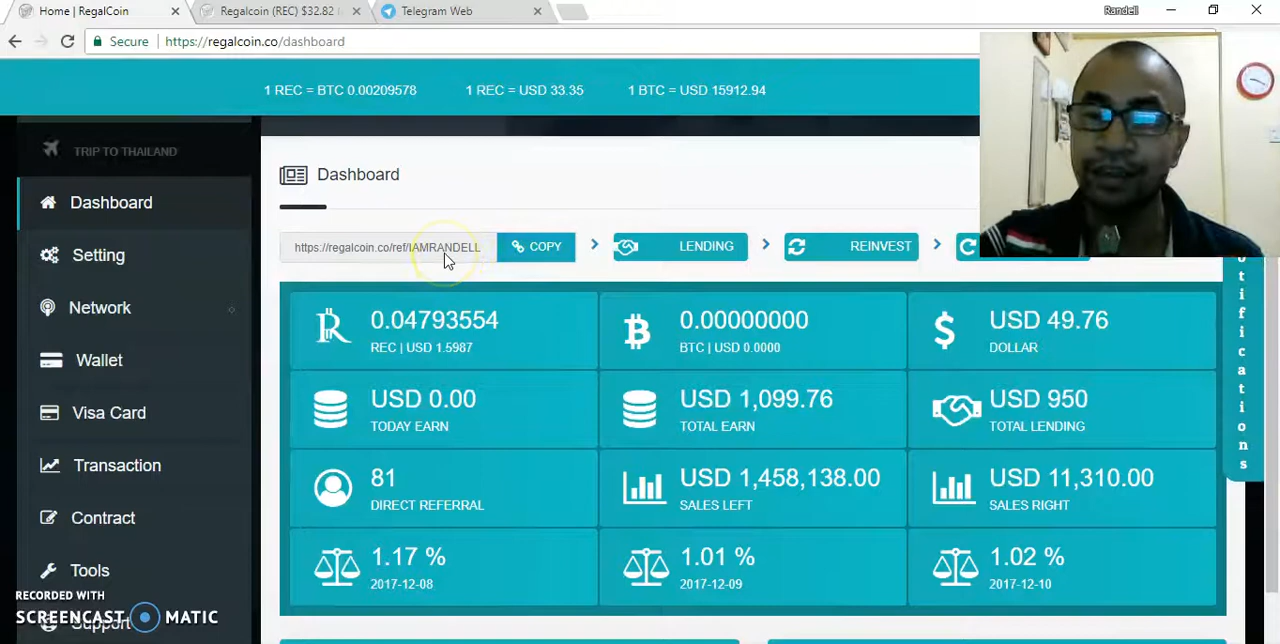 Home | RegalCoin
Regalcoin (REC) $32.82
Telegram Web
Randell
Secure
https://regalcoin.co/dashboard
1 REC = BTC 0.00209578
1 REC = USD 33.35
1 BTC = USD 15912.94
TRIP TO THAILAND
Dashboard
Setting
Network
Wallet
Visa Card
Transaction
Contract
Tools
Support
Dashboard
https://regalcoin.co/ref/IAMRANDELL
COPY
LENDING
REINVEST
0.04793554
REC | USD 1.5987
0.00000000
BTC | USD 0.0000
USD 49.76
DOLLAR
USD 0.00
TODAY EARN
USD 1,099.76
TOTAL EARN
USD 950
TOTAL LENDING
81
DIRECT REFERRAL
USD 1,458,138.00
SALES LEFT
USD 11,310.00
SALES RIGHT
1.17 %
2017-12-08
1.01 %
2017-12-09
1.02 %
2017-12-10
otifications
RECORDED WITH
SCREENCAST MATIC